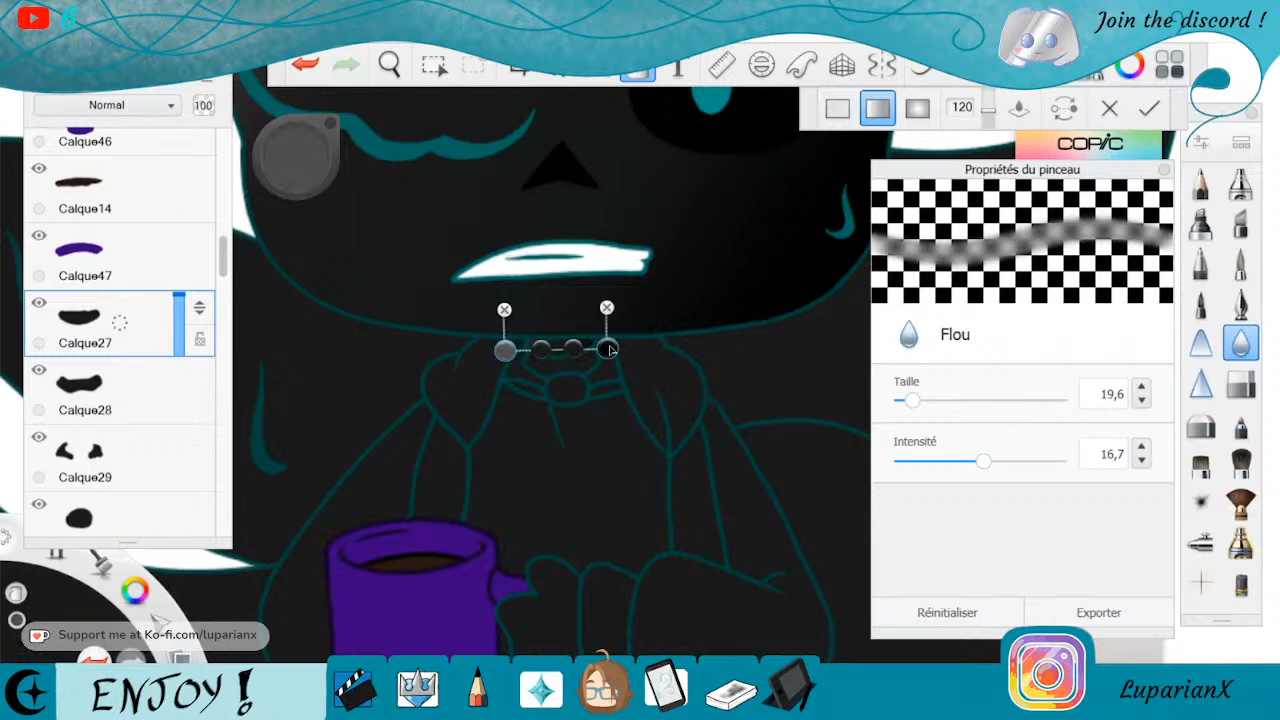 6
Join the discord !
Normal
100
120
COPIC
Calque46
Propriétés du pinceau
Calque14
Calque47
Flou
Calque27
Taille
19,6
Calque28
Intensité
16,7
Calque29
Réinitialiser
Exporter
Support me at Ko-fi.com/luparianx
ENJOY !
LuparianX